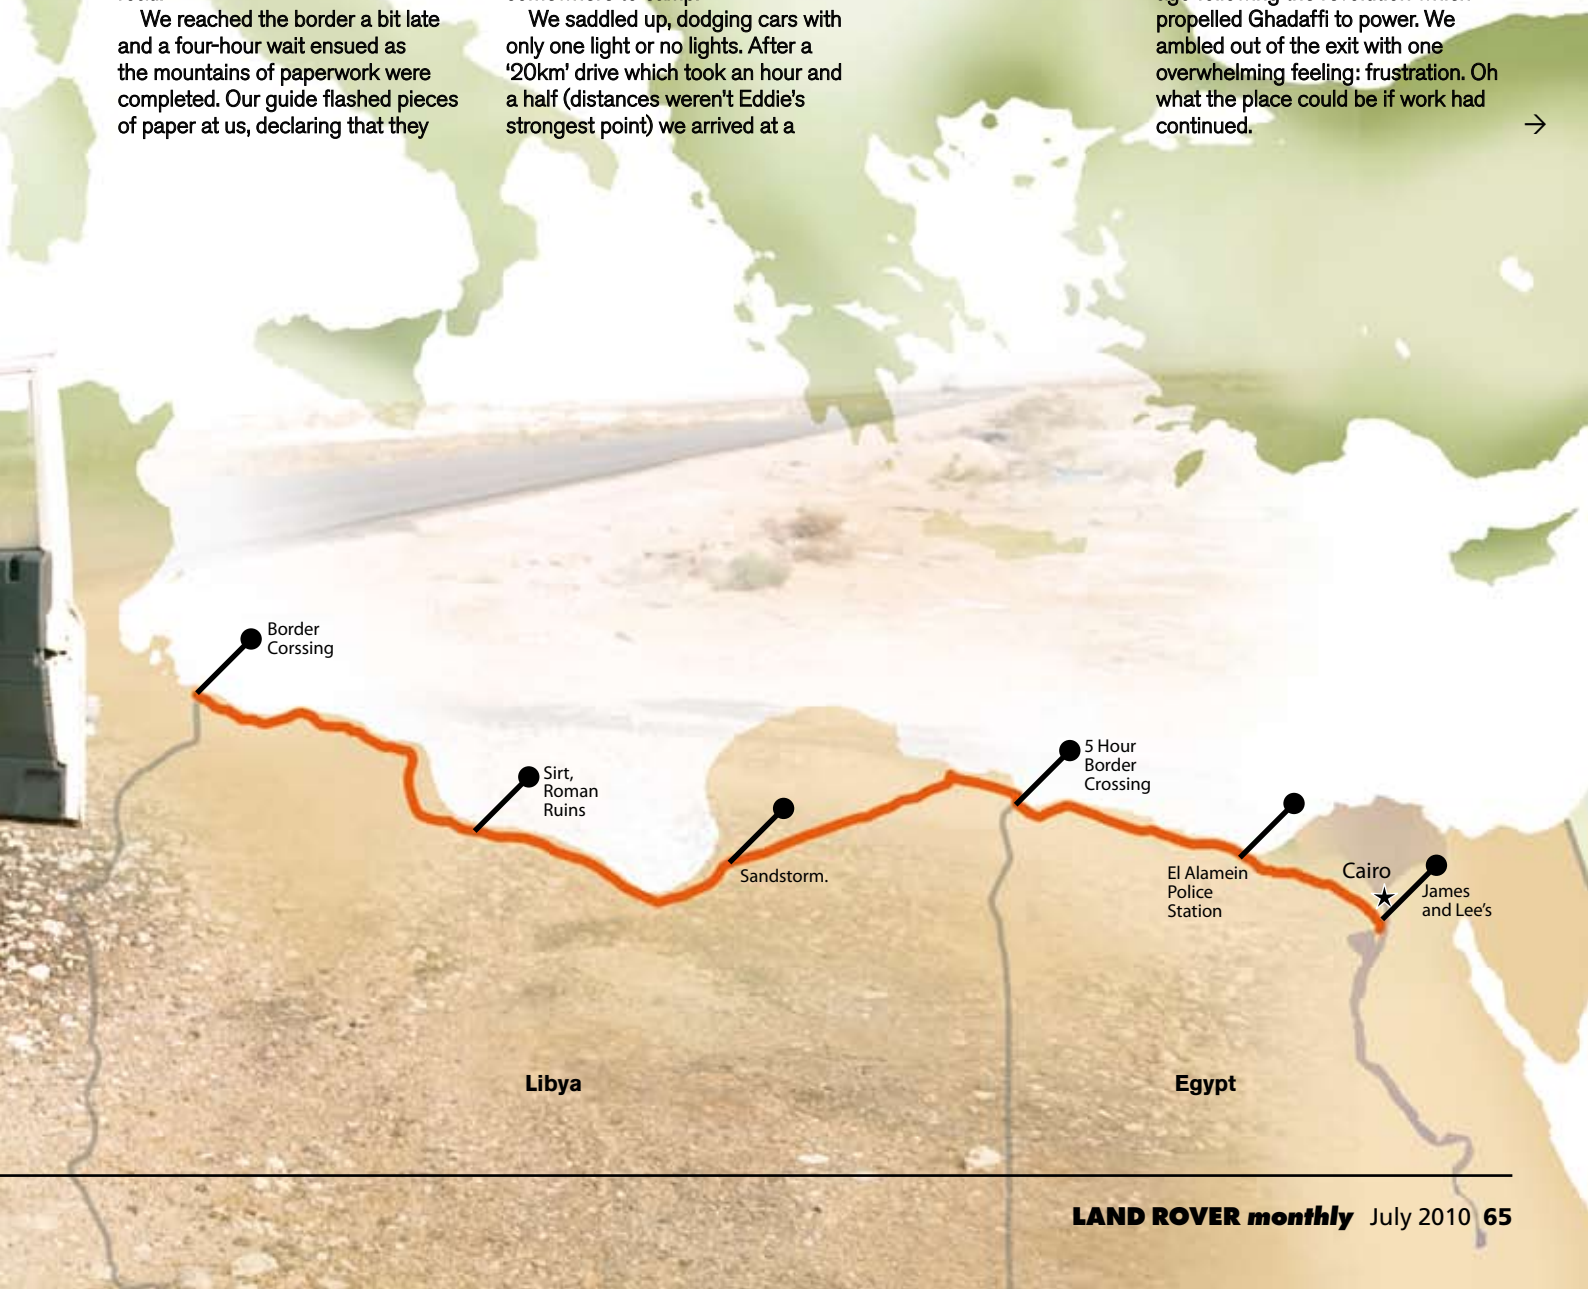 We reached the border a bit late
and a four-hour wait ensued as
the mountains of paperwork were
completed. Our guide flashed pieces
of paper at us, declaring that they
We saddled up, dodging cars with
only one light or no lights. After a
‘20km’ drive which took an hour and
a half (distances weren’t Eddie’s
strongest point) we arrived at a
propelled Ghadaffi to power. We
ambled out of the exit with one
overwhelming feeling: frustration. Oh
what the place could be if work had
continued.
→
Border
Corssing
Sirt,
Roman
Ruins
Sandstorm.
5 Hour
Border
Crossing
El Alamein
Police
Station
Cairo
James
and Lee's
Libya
Egypt
LAND ROVER monthly July 2010 65